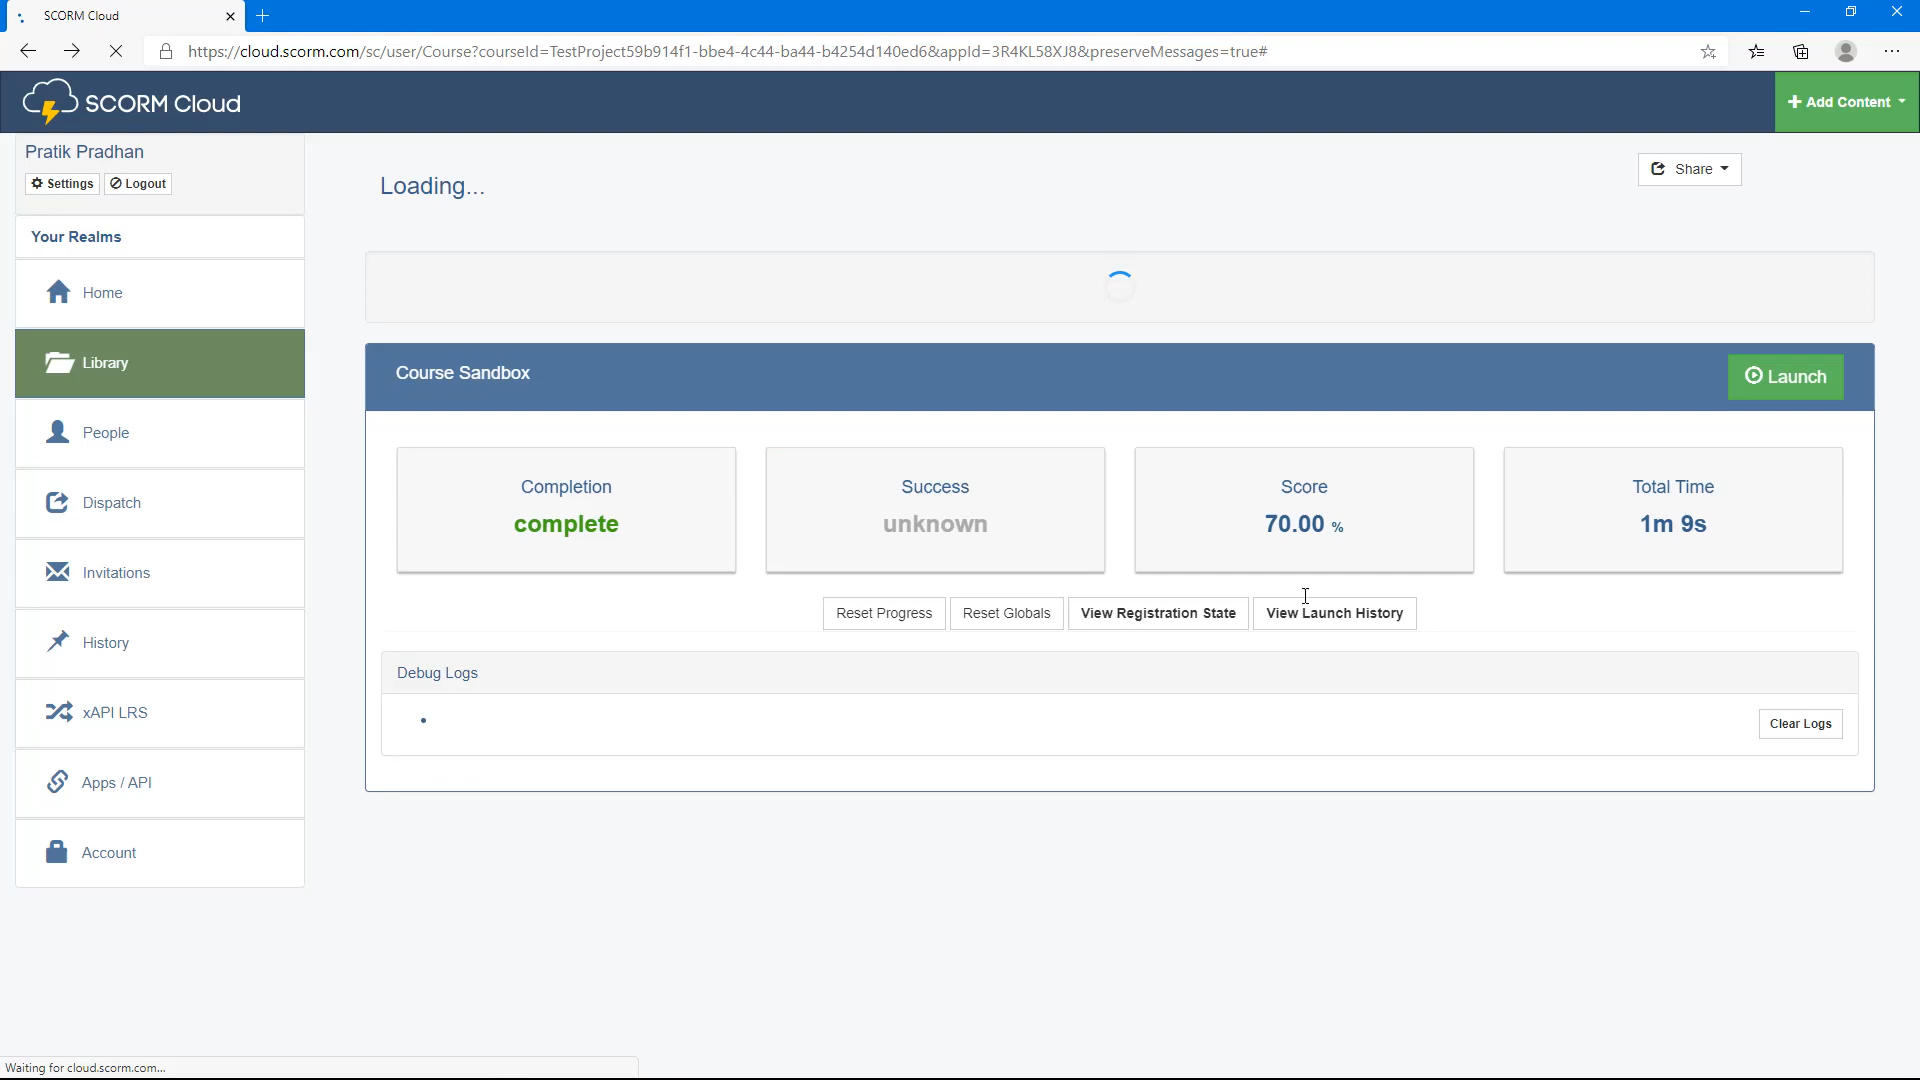 SCORM Cloud
https://cloud.scorm.com/sc/user/Course?courseId=TestProject59b914f1-bbe4-4c44-ba44-b4254d140ed6&appId=3R4KL58XJ8&preserveMessages=true#
SCORM Cloud
Add Content
Pratik Pradhan
Settings
Logout
Your Realms
Home
Library
People
Dispatch
Invitations
History
xAPI LRS
Apps / API
Account
Loading...
Share
Course Sandbox
Launch
Completion
complete
Success
unknown
Score
70.00 %
Total Time
1m 9s
Reset Progress
Reset Globals
View Registration State
View Launch History
Debug Logs
Clear Logs
Waiting for cloud.scorm.com...